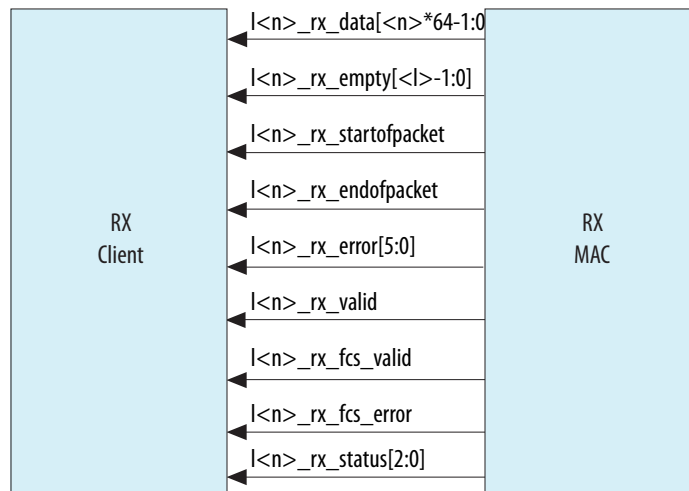 l<n>_rx_data[<n>*64-1:0
l<n>_rx_empty[<l>-1:0]
l<n>_rx_startofpacket
l<n>_rx_endofpacket
RX
Client
RX
MAC
l<n>_rx_error[5:0]
l<n>_rx_valid
l<n>_rx_fcs_valid
l<n>_rx_fcs_error
l<n>_rx_status[2:0]